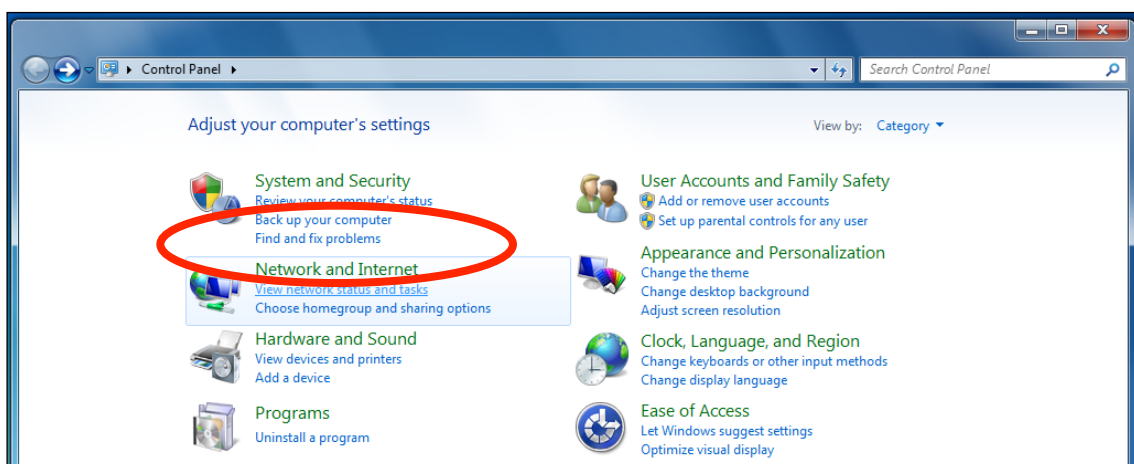 Control Panel
Search Control Panel
Adjust your computer's settings
View by: Category
System and Security
Review your computer's status
Back up your computer
Find and fix problems
Network and Internet
View network status and tasks
Choose homegroup and sharing options
Hardware and Sound
View devices and printers
Add a device
Programs
Uninstall a program
User Accounts and Family Safety
Add or remove user accounts
Set up parental controls for any user
Appearance and Personalization
Change the theme
Change desktop background
Adjust screen resolution
Clock, Language, and Region
Change keyboards or other input methods
Change display language
Ease of Access
Let Windows suggest settings
Optimize visual display